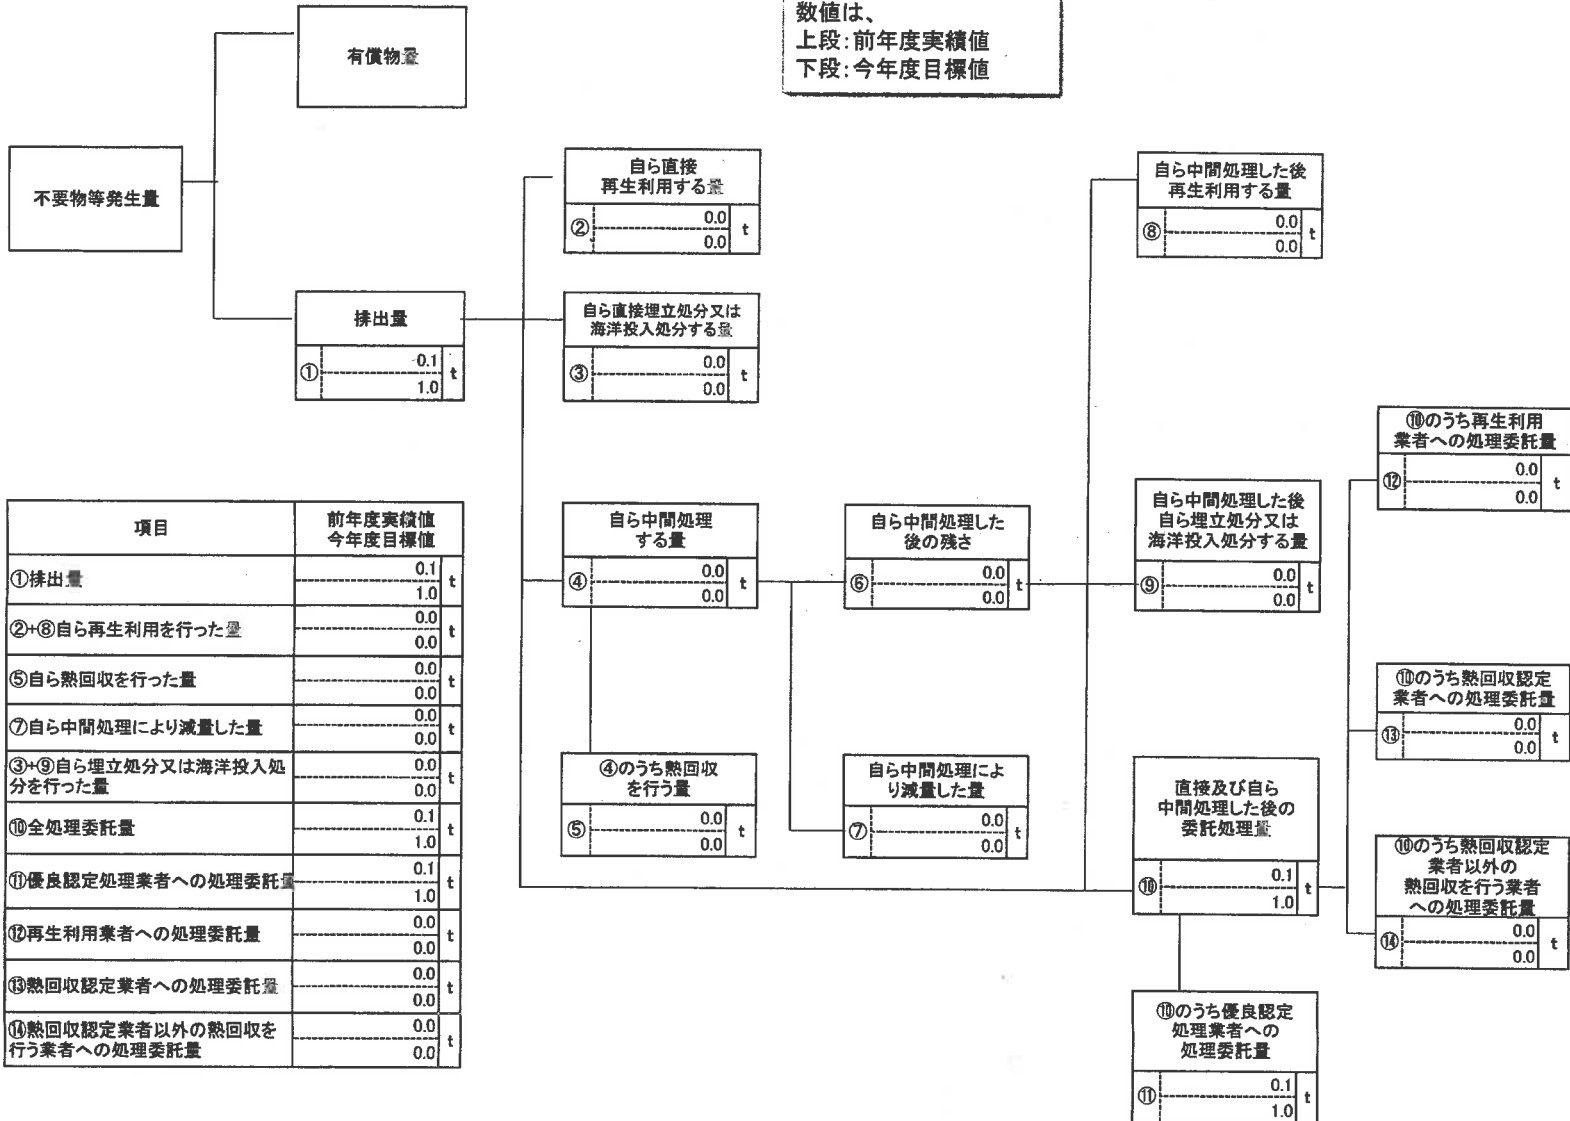 数値は、
上段:前年度実績値
下段:今年度目標値
有償物量
不要物等発生量
排出量
① 0.1 t
1.0
自ら直接
再生利用する量
② 0.0 t
0.0
自ら直接埋立処分又は
海洋投入処分する量
③ 0.0 t
0.0
自ら中間処理した後
再生利用する量
⑧ 0.0 t
0.0
自ら中間処理
する量
④ 0.0 t
0.0
自ら中間処理した
後の残さ
⑥ 0.0 t
0.0
自ら中間処理した後
自ら埋立処分又は
海洋投入処分する量
⑨ 0.0 t
0.0
④のうち熱回収
を行う量
⑤ 0.0 t
0.0
自ら中間処理によ
り減量した量
⑦ 0.0 t
0.0
直接及び自ら
中間処理した後の
委託処理量
⑩ 0.1 t
1.0
⑩のうち優良認定
処理業者への
処理委託量
⑪ 0.1 t
1.0
⑩のうち再生利用
業者への処理委託量
⑫ 0.0 t
0.0
⑩のうち熱回収認定
業者への処理委託量
⑬ 0.0 t
0.0
⑩のうち熱回収認定
業者以外の
熱回収を行う業者
への処理委託量
⑭ 0.0 t
0.0
項目 前年度実績値
今年度目標値
①排出量 0.1 t
1.0
②+⑧自ら再生利用を行った量 0.0 t
0.0
⑤自ら熱回収を行った量 0.0 t
0.0
⑦自ら中間処理により減量した量 0.0 t
0.0
③+⑨自ら埋立処分又は海洋投入処
分を行った量 0.0 t
0.0
⑩全処理委託量 0.1 t
1.0
⑪優良認定処理業者への処理委託量 0.1 t
1.0
⑫再生利用業者への処理委託量 0.0 t
0.0
⑬熱回収認定業者への処理委託量 0.0 t
0.0
⑭熱回収認定業者以外の熱回収を
行う業者への処理委託量 0.0 t
0.0